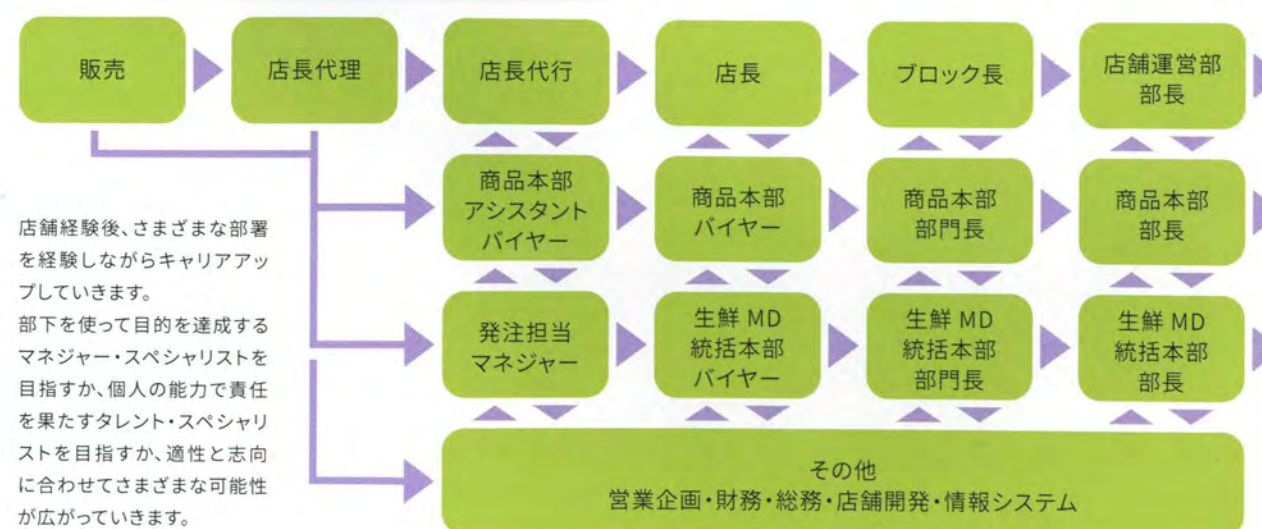 販売
店長代理
店長代行
店長
ブロック長
店舗運営部
部長
商品本部
アシスタント
バイヤー
商品本部
バイヤー
商品本部
部門長
商品本部
部長
発注担当
マネジャー
生鮮 MD
統括本部
バイヤー
生鮮 MD
統括本部
部門長
生鮮 MD
統括本部
部長
その他
営業企画・財務・総務・店舗開発・情報システム
店舗経験後、さまざまな部署
を経験しながらキャリアアッ
プしていきます。
部下を使って目的を達成する
マネジャー・スペシャリストを
目指すか、個人の能力で責任
を果たすタレント・スペシャリ
ストを目指すか、適性と志向
に合わせてさまざまな可能性
が広がっていきます。